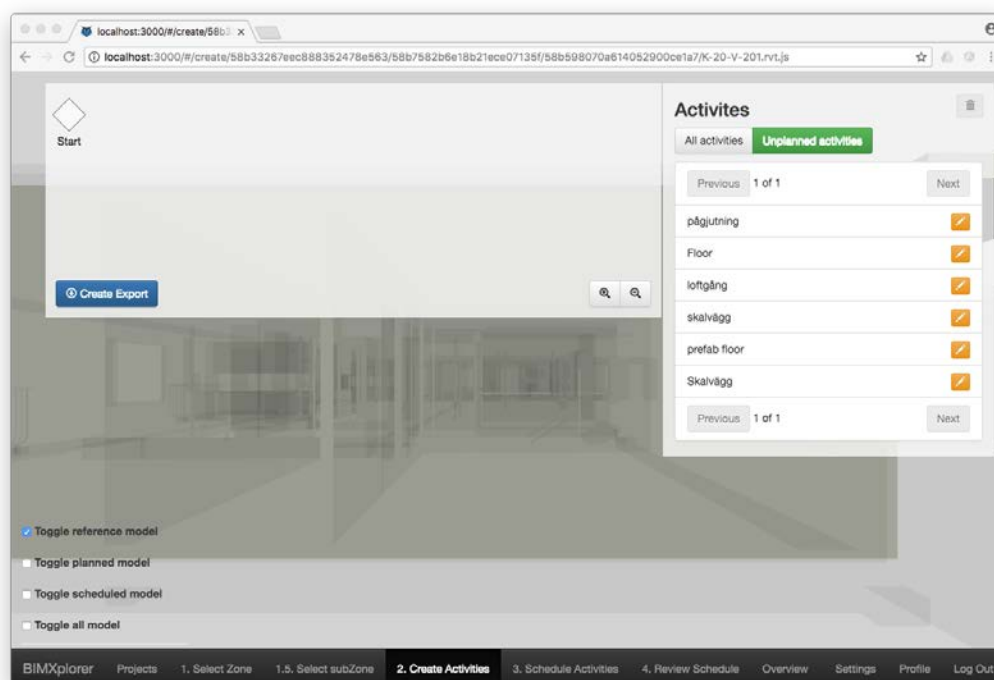 localhost:3000/#/create/58b3
localhost:3000/#/create/58b33267eec888352478e563/58b7582b6e18b21ece07135f/58b598070a614052900ce1a7/K-20-V-201.rvt.js
Start
Create Export
Activites
All activities Unplanned activities
Previous 1 of 1 Next
pågjutning
Floor
loftgång
skalvägg
prefab floor
Skalvägg
Previous 1 of 1 Next
Toggle reference model
Toggle planned model
Toggle scheduled model
Toggle all model
BIMXplorer Projects 1. Select Zone 1.5. Select subZone 2. Create Activities 3. Schedule Activities 4. Review Schedule Overview Settings Profile Log Out